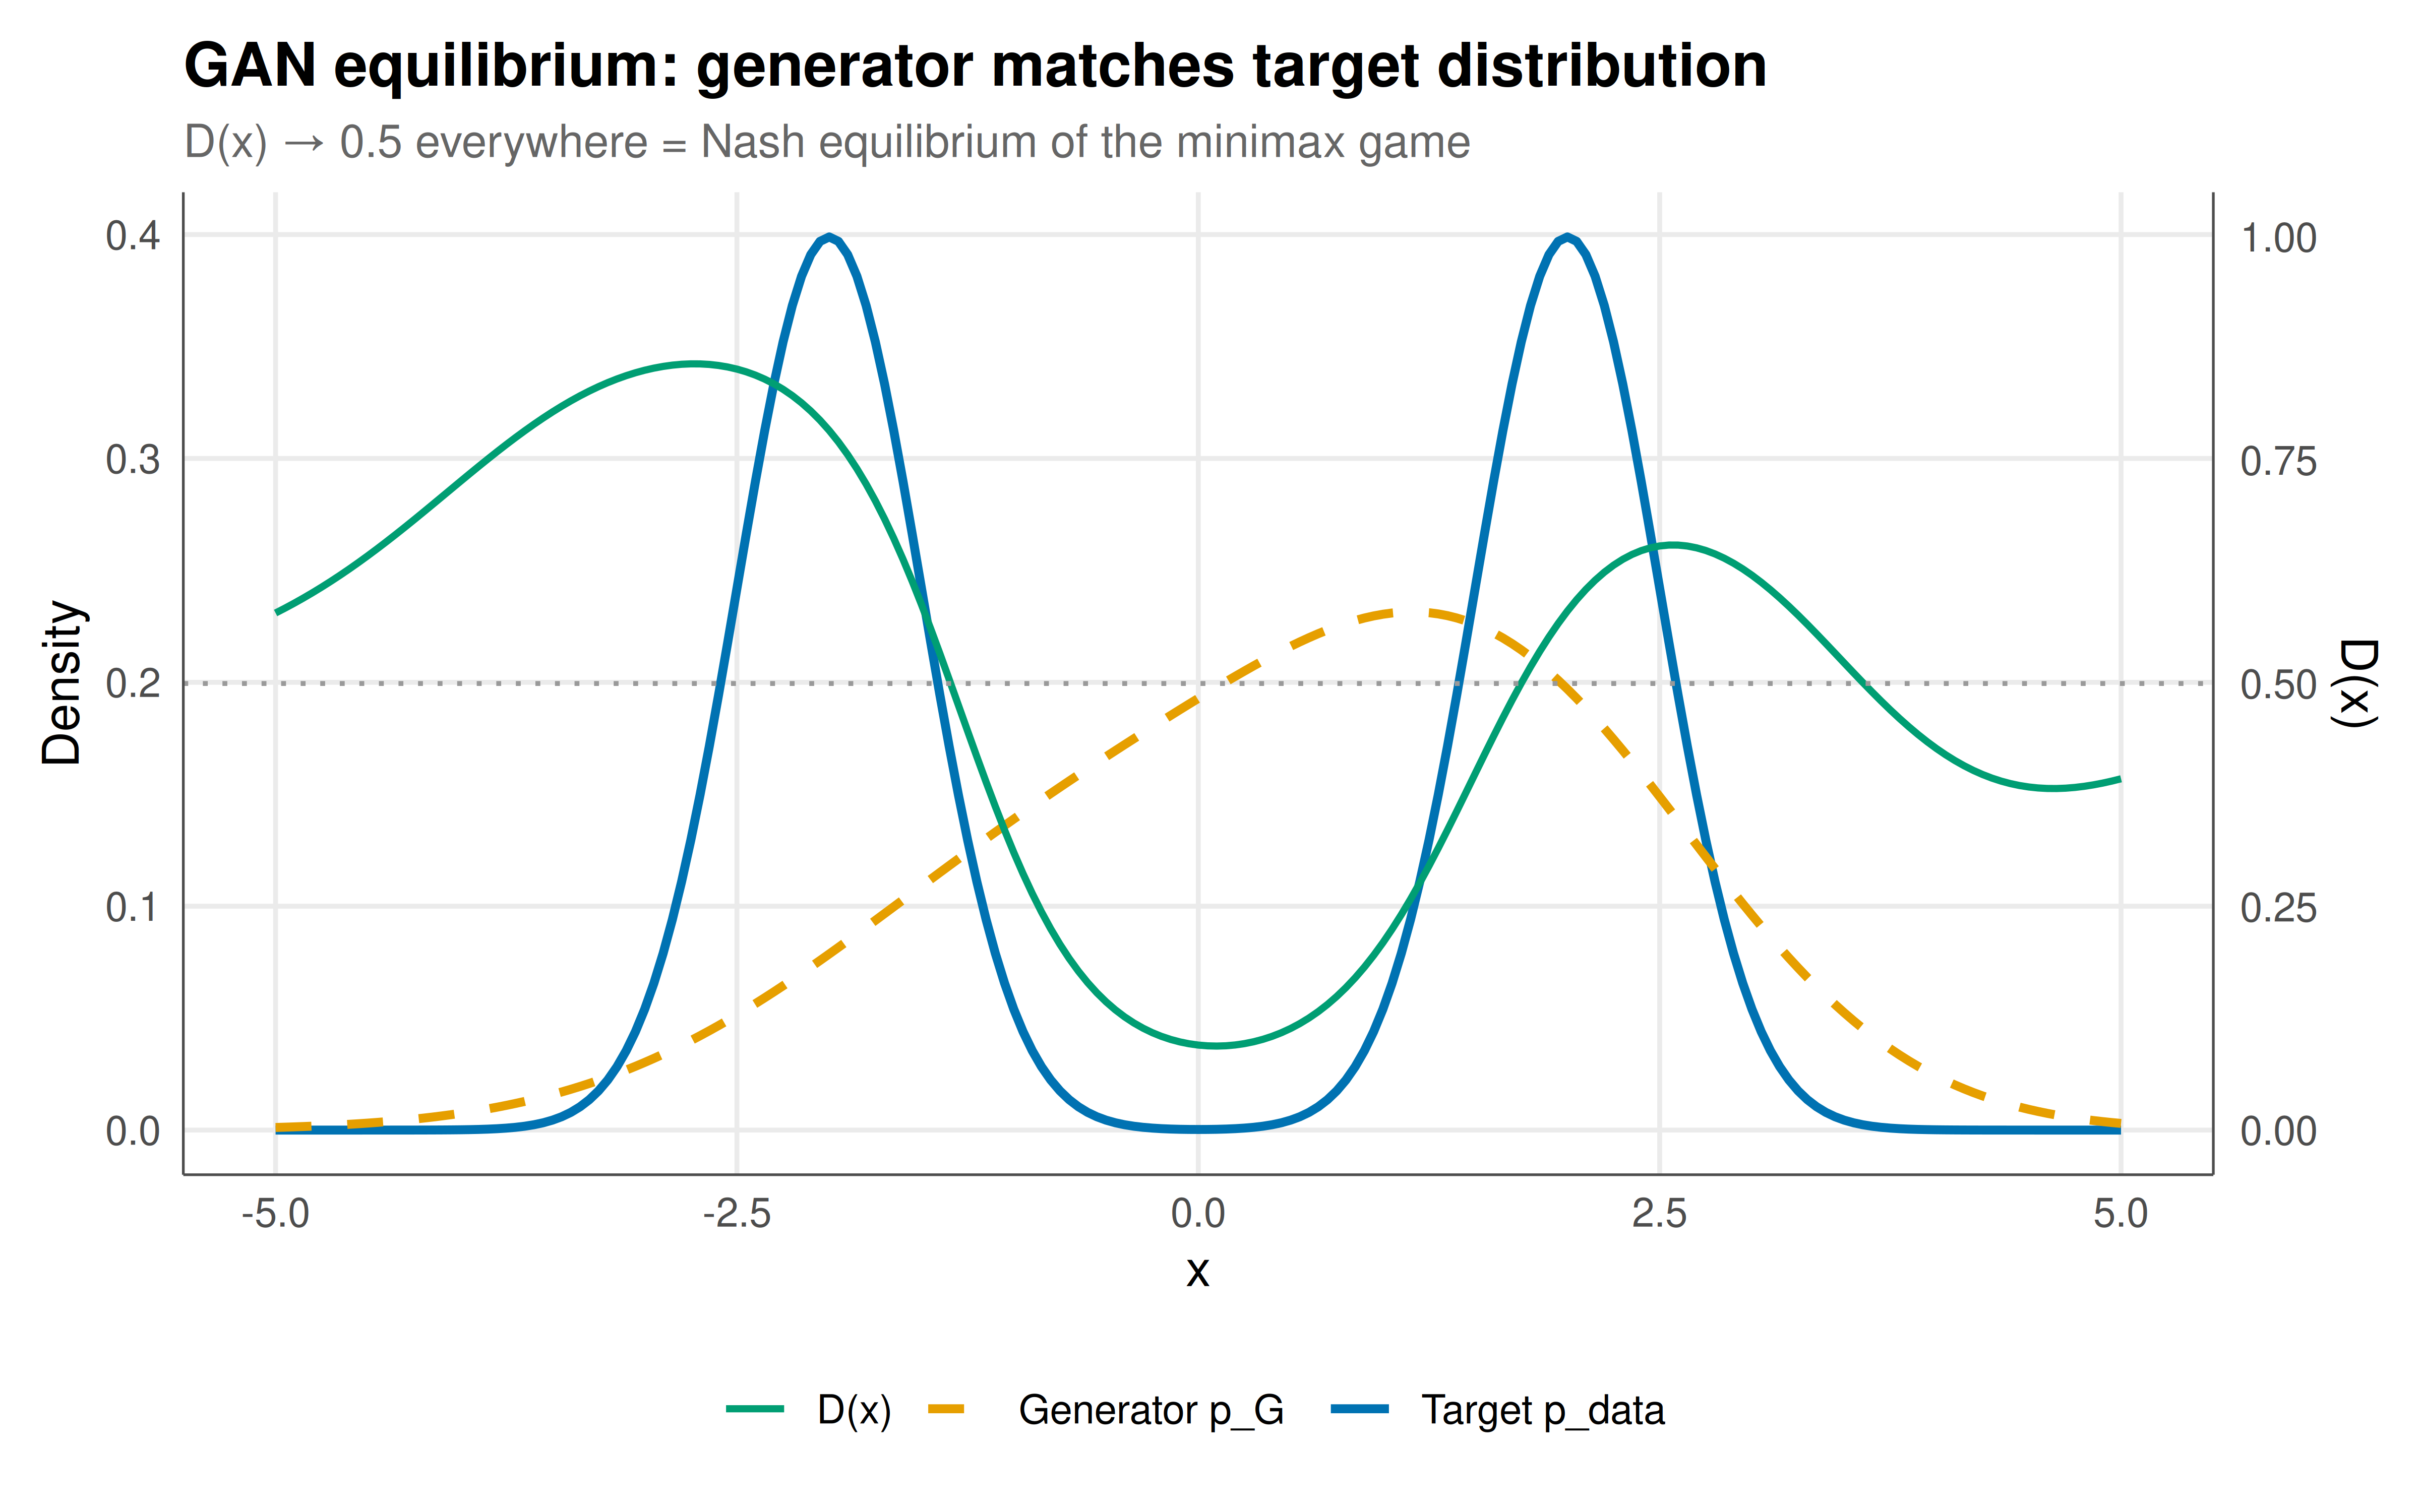 GAN equilibrium: generator matches target distribution
D(x) → 0.5 everywhere = Nash equilibrium of the minimax game
Density
0.4
0.3
0.2
0.1
0.0
1.00
0.75
0.50
0.25
0.00
D(x)
-5.0 -2.5 0.0 2.5 5.0
x
D(x) Generator p_G Target p_data